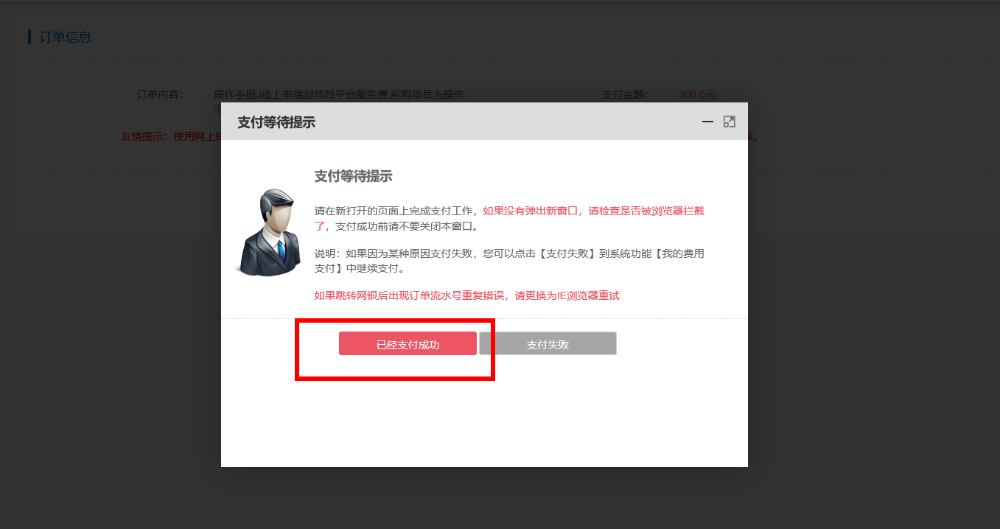 订单信息
订单内容： 操作手册J线上单信封项目平台服务费,所购项目为操作 支付金额： 300.0元
支付等待提示
友情提示：使用网上银
系。
支付等待提示
请在新打开的页面上完成支付工作，如果没有弹出新窗口，请检查是否被浏览器拦截
了，支付成功前请不要关闭本窗口。
说明：如果因为某种原因支付失败，您可以点击【支付失败】到系统功能【我的费用
支付】中继续支付。
如果跳转网银后出现订单流水号重复错误，请更换为IE浏览器重试
已经支付成功 支付失败